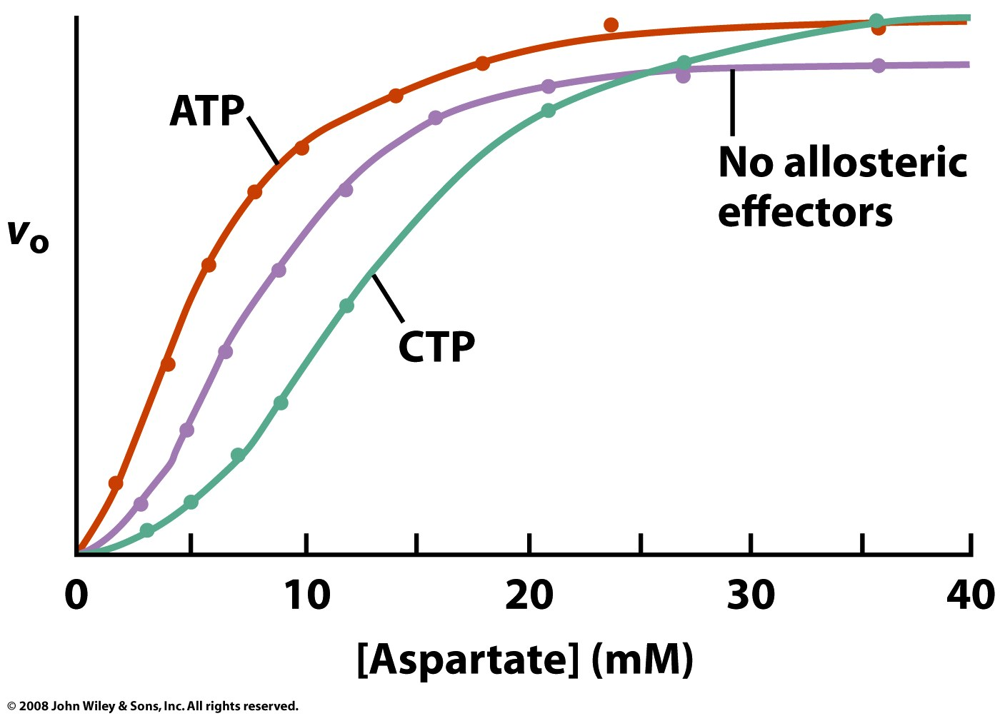 ATP
v₀
No allosteric
effectors
CTP
0 10 20 30 40
[Aspartate] (mM)
© 2008 John Wiley & Sons, Inc. All rights reserved.